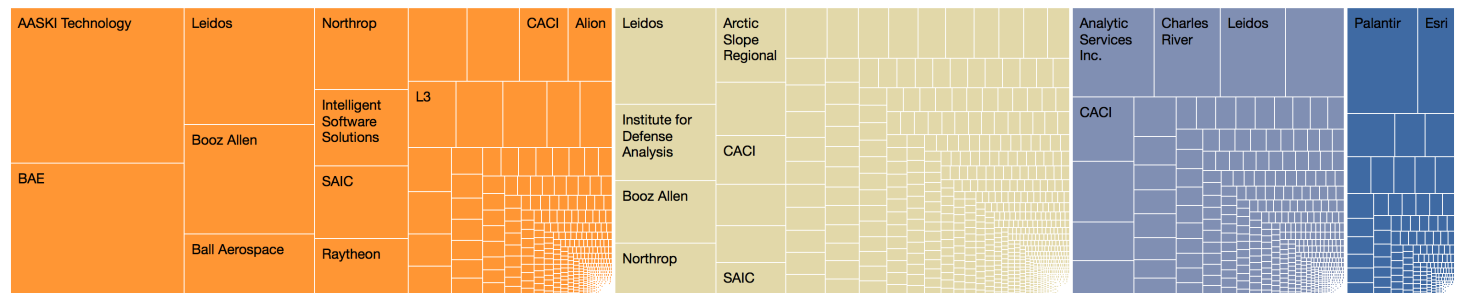 AASKI Technology
BAE
Leidos
Booz Allen
Ball Aerospace
Northrop
Intelligent
Software
Solutions
SAIC
Raytheon
L3
CACI
Alion
Leidos
Institute for
Defense
Analysis
Booz Allen
Northrop
Arctic
Slope
Regional
CACI
SAIC
Analytic
Services
Inc.
CACI
Charles
River
Leidos
Palantir
Esri